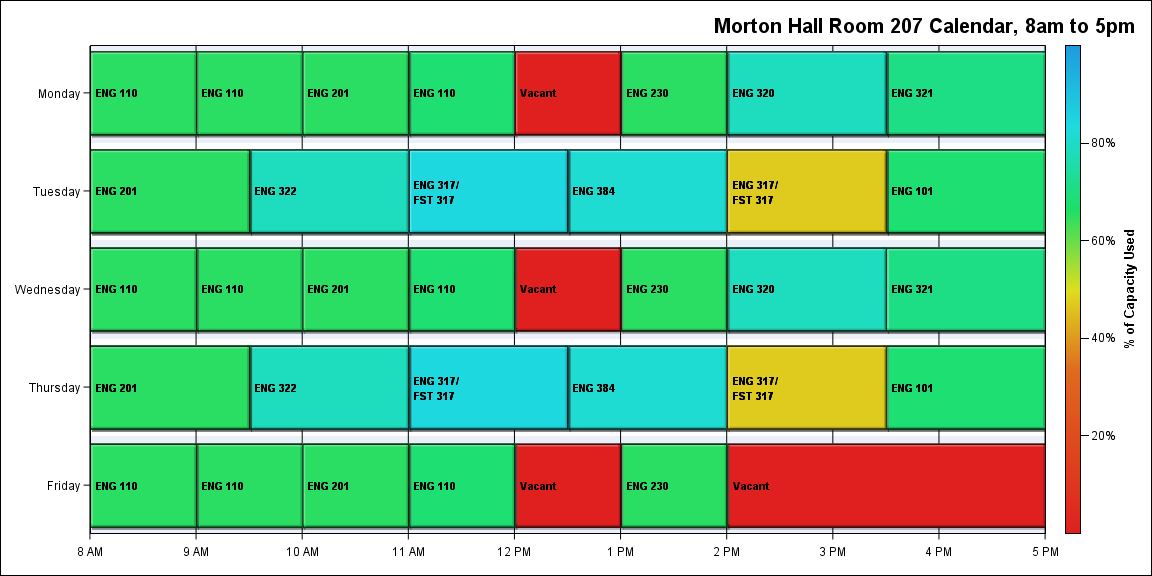 Morton Hall Room 207 Calendar, 8am to 5pm
Monday
ENG 110
ENG 110
ENG 201
ENG 110
Vacant
ENG 230
ENG 320
ENG 321
Tuesday
ENG 201
ENG 322
ENG 317/
FST 317
ENG 384
ENG 317/
FST 317
ENG 101
Wednesday
ENG 110
ENG 110
ENG 201
ENG 110
Vacant
ENG 230
ENG 320
ENG 321
Thursday
ENG 201
ENG 322
ENG 317/
FST 317
ENG 384
ENG 317/
FST 317
ENG 101
Friday
ENG 110
ENG 110
ENG 201
ENG 110
Vacant
ENG 230
Vacant
8 AM
9 AM
10 AM
11 AM
12 PM
1 PM
2 PM
3 PM
4 PM
5 PM
80%
60%
40%
20%
% of Capacity Used